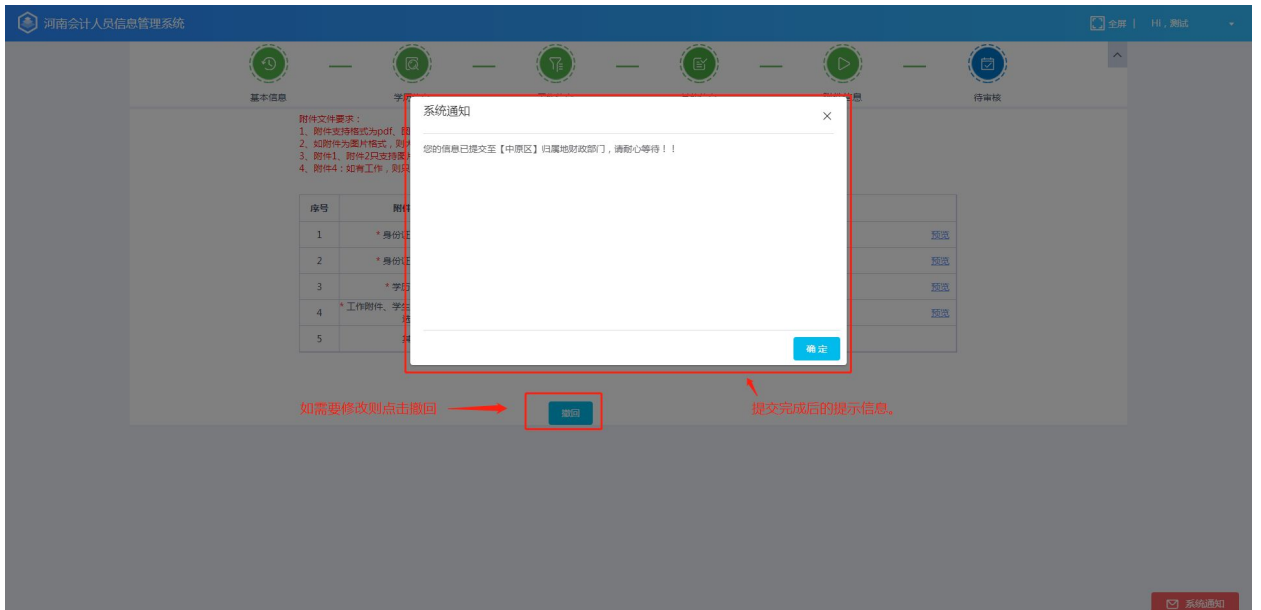 河南会计人员信息管理系统
全屏 | Hi，测试
基本信息
待审核
系统通知
附件文件要求：
1、附件支持格式为pdf、
2、如附件为图片格式，则
您的信息已提交至【中原区】归属地财政部门，请耐心等待！！
3、附件1、附件2只支持图
4、附件4：如有工作，则
序号
1 * 身份证 预览
2 * 身份证 预览
3 * 学历 预览
4 * 工作附件、学生 预览
5
确定
如需要修改则点击撤回
撤回
提交完成后的提示信息。
系统通知